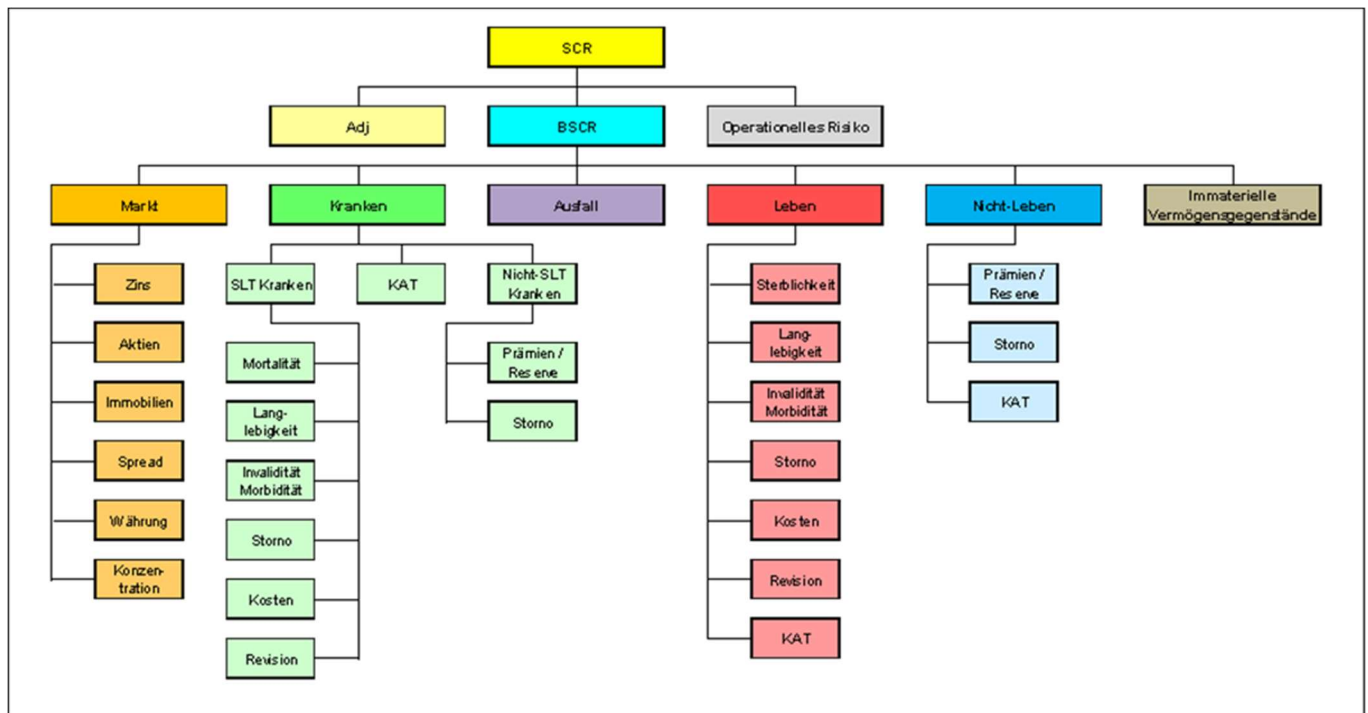 SCR
Adj
BSCR
Operationelles Risiko
Markt
Kranken
Ausfall
Leben
Nicht-Leben
Immaterielle
Vermögensgegenstände
Zins
Aktien
Immobilien
Spread
Währung
Konzen-
tration
SLT Kranken
Mortalität
Lang-
lebigkeit
Invalidität
Morbidität
Storno
Kosten
Revision
KAT
Nicht-SLT
Kranken
Prämien /
Reserve
Storno
Sterblichkeit
Lang-
lebigkeit
Invalidität
Morbidität
Storno
Kosten
Revision
KAT
Prämien /
Reserve
Storno
KAT